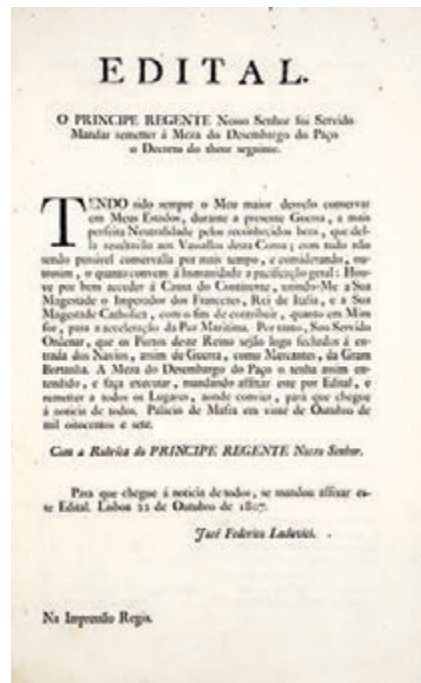 EDITAL.
O PRINCIPE REGENTE Nosso Senhor foi Servido
Mandar remetter á Meza do Desembargo do Paço
o Decreto do theor seguinte.
TENDO sido sempre o Meu maior desvelo conservar
em Meus Estados, durante a presente Guerra, a mais
perfeita Neutralidade pelos reconhecidos bens, que del-
la resultaõ aos Vassallos desta Coroa; com tudo naõ
sendo possivel conservalla por mais tempo, e considerando, ou-
trosim, o quanto convem á humanidade a pacificaçaõ geral: Hou-
ve por bem acceder á Causa do Continente, unindo-Me a Sua
Magestade o Imperador dos Francezes, Rei de Italia, e a Sua
Magestade Catholica, com o fim de contribuir, quanto em Mim
for, para a acceleraçaõ da Paz Maritima. Por tanto, Sou Servido
Ordenar, que os Portos deste Reino sejaõ logo fechados á en-
trada dos Navios, assim de Guerra, como Mercantes, da Gram
Bretanha. A Meza do Desembargo do Paço o tenha assim en-
tendido, e faça executar, mandando affixar este por Edital, e
remetter a todos os Lugares, aonde convier, para que chegue
á noticia de todos. Palacio de Mafra em vinte de Outubro de
mil oitocentos e sete.
Com a Rubrica do PRINCIPE REGENTE Nosso Senhor.
Para que chegue á noticia de todos, se mandou affixar es-
te Edital. Lisboa 22 de Outubro de 1807.
José Federico Ludovici.
Na Impressaõ Regia.